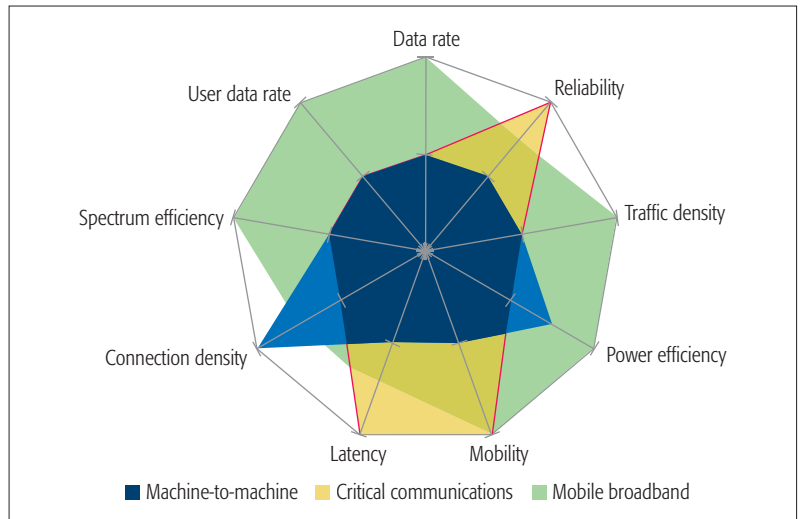 Data rate
User data rate
Reliability
Spectrum efficiency
Traffic density
Connection density
Power efficiency
Latency
Mobility
Machine-to-machine
Critical communications
Mobile broadband